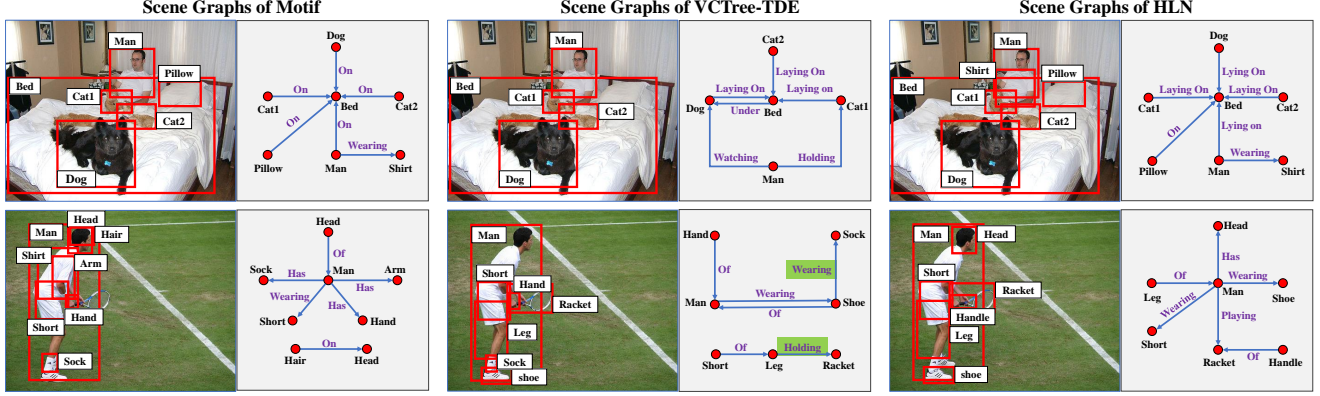 Scene Graphs of Motif
Scene Graphs of VCTree-TDE
Scene Graphs of HLN
Man
Pillow
Bed
Cat1
Cat2
Dog
Dog
On
On
On
Cat1
Bed
Cat2
On
On
Wearing
Pillow
Man
Shirt
Man
Bed
Cat1
Cat2
Dog
Cat2
Laying On
Laying On
Laying on
Dog
Under
Bed
Cat1
Watching
Holding
Man
Man
Shirt
Pillow
Bed
Cat1
Cat2
Dog
Dog
Lying On
Laying On
Laying On
Cat1
Bed
Cat2
On
Lying on
Wearing
Pillow
Man
Shirt
Head
Man
Hair
Shirt
Arm
Hand
Short
Sock
Head
Of
Sock
Has
Man
Arm
Has
Wearing
Has
Short
Hand
On
Hair
Head
Man
Short
Hand
Racket
Leg
Sock
shoe
Hand
Sock
Of
Wearing
Wearing
Man
Shoe
Of
Of
Holding
Short
Leg
Racket
Man
Head
Short
Racket
Handle
Leg
shoe
Head
Has
Of
Wearing
Leg
Man
Shoe
Wearing
Playing
Short
Of
Racket
Handle